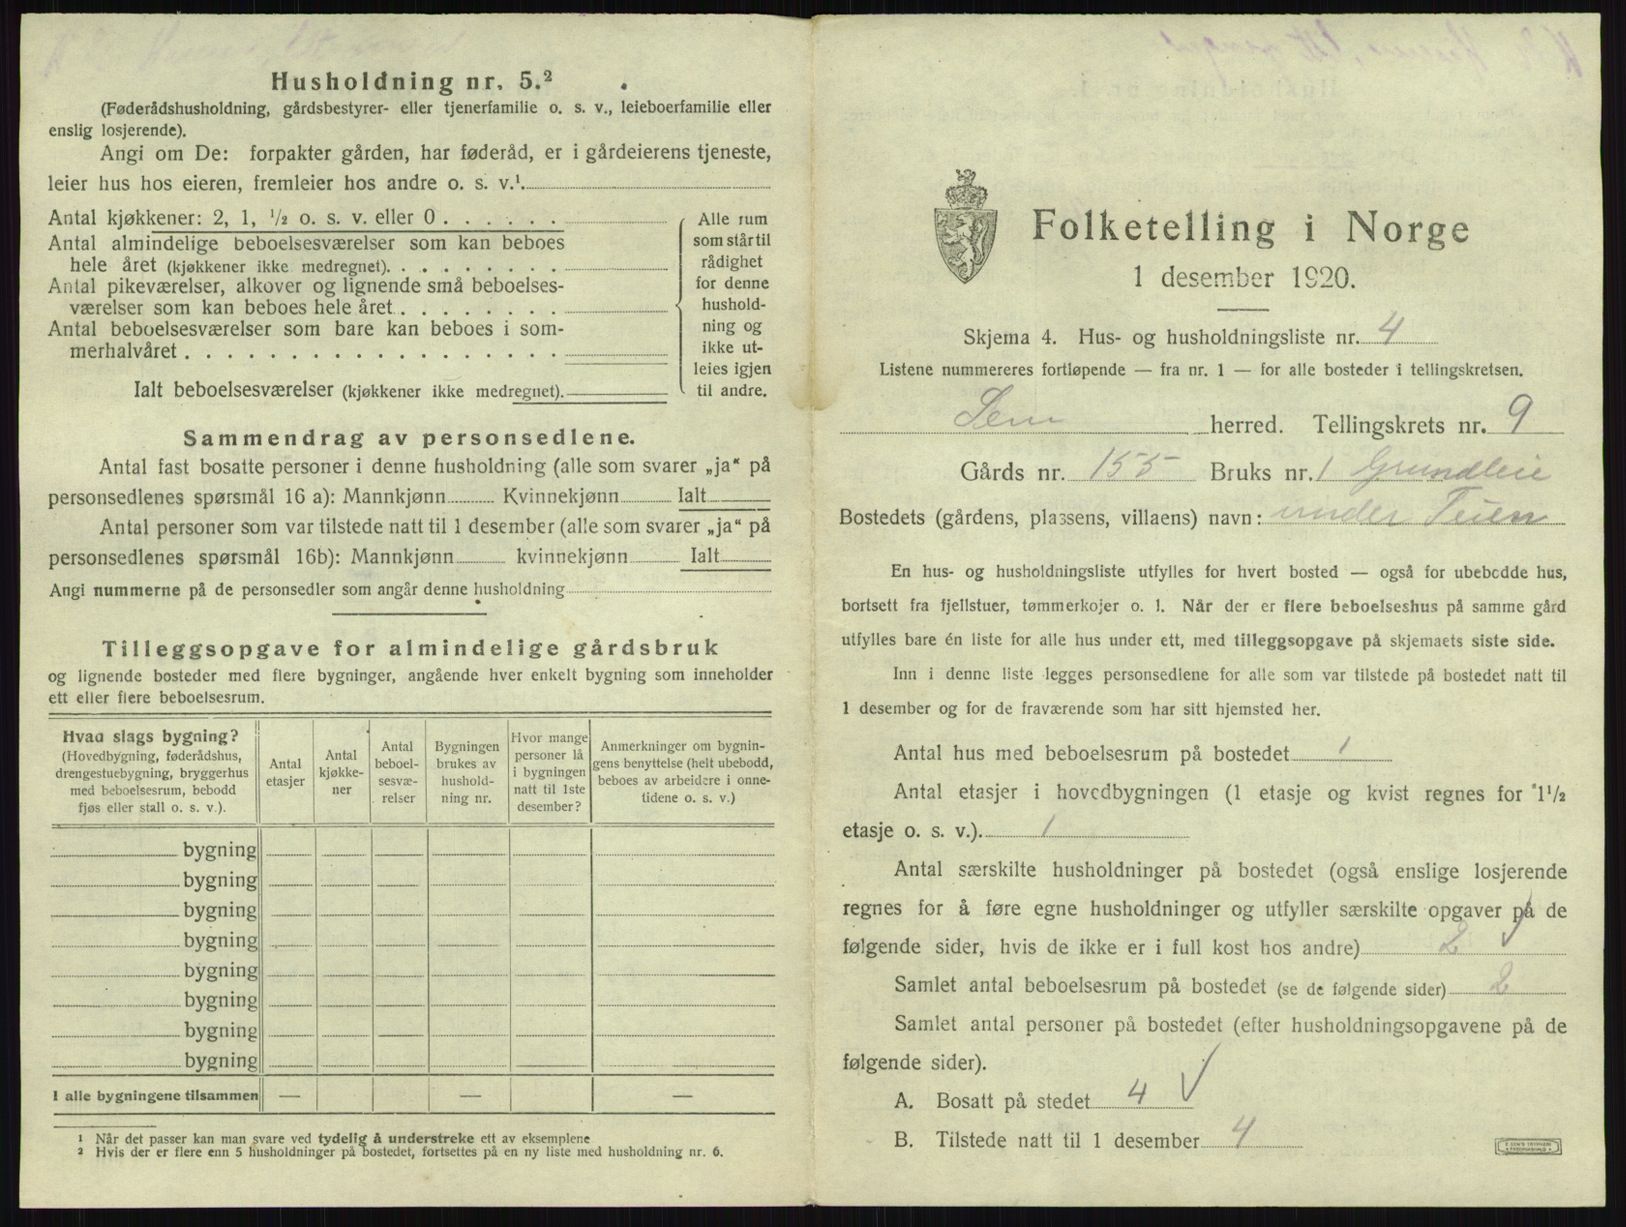 Husholdning nr. 5.²
(Føderådshusholdning, gårdsbestyrer- eller tjenerfamilie o. s. v., leieboerfamilie eller
enslig losjerende).
Angi om De: forpakter gården, har føderåd, er i gårdeierens tjeneste,
leier hus hos eieren, fremleier hos andre o. s. v.¹.
Antal kjøkkener: 2, 1, ½ o. s. v. eller 0 . . . . . .
Antal almindelige beboelsesværelser som kan beboes
hele året (kjøkkener ikke medregnet). . . . . . . . .
Antal pikeværelser, alkover og lignende små beboelses-
værelser som kan beboes hele året . . . . . . . .
Antal beboelsesværelser som bare kan beboes i som-
merhalvåret . . . . . . . . . . . . . . . . . .
Ialt beboelsesværelser (kjøkkener ikke medregnet).
Alle rum
som står til
rådighet
for denne
hushold-
ning og
ikke ut-
leies igjen
til andre.
Sammendrag av personsedlene.
Antal fast bosatte personer i denne husholdning (alle som svarer „ja“ på
personsedlenes spørsmål 16 a): Mannkjønn Kvinnekjønn Ialt
Antal personer som var tilstede natt til 1 desember (alle som svarer „ja“ på
personsedlenes spørsmål 16b): Mannkjønn kvinnekjønn Ialt
Angi nummerne på de personsedler som angår denne husholdning
Tilleggsopgave for almindelige gårdsbruk
og lignende bosteder med flere bygninger, angående hver enkelt bygning som inneholder
ett eller flere beboelsesrum.
Hvad slags bygning?
(Hovedbygning, føderådshus,
drengestuebygning, bryggerhus
med beboelsesrum, bebodd
fjøs eller stall o. s. v.).
Antal
etasjer
Antal
kjøkke-
ner
Antal
beboel-
sesvæ-
relser
Bygningen
brukes av
hushold-
ning nr.
Hvor mange
personer lå
i bygningen
natt til 1ste
desember?
Anmerkninger om bygnin-
gens benyttelse (helt ubebodd,
beboes av arbeidere i onne-
tidene o. s. v.)
bygning
bygning
bygning
bygning
bygning
bygning
bygning
bygning
I alle bygningene tilsammen — — —
¹ Når det passer kan man svare ved tydelig å understreke ett av eksemplene
² Hvis der er flere enn 5 husholdninger på bostedet, fortsettes på en ny liste med husholdning nr. 6.
Folketelling i Norge
1 desember 1920.
Skjema 4. Hus- og husholdningsliste nr. 4
Listene nummereres fortløpende — fra nr. 1 — for alle bosteder i tellingskretsen.
Sem herred. Tellingskrets nr. 9
Gårds nr. 155 Bruks nr. 1 Grundleie
Bostedets (gårdens, plassens, villaens) navn: under Teien
En hus- og husholdningsliste utfylles for hvert bosted — også for ubebodde hus,
bortsett fra fjellstuer, tømmerkojer o. l. Når der er flere beboelseshus på samme gård
utfylles bare én liste for alle hus under ett, med tilleggsopgave på skjemaets siste side.
Inn i denne liste legges personsedlene for alle som var tilstede på bostedet natt til
1 desember og for de fraværende som har sitt hjemsted her.
Antal hus med beboelsesrum på bostedet 1
Antal etasjer i hovedbygningen (1 etasje og kvist regnes for 1½
etasje o. s. v.). 1
Antal særskilte husholdninger på bostedet (også enslige losjerende
regnes for å føre egne husholdninger og utfyller særskilte opgaver på de
følgende sider, hvis de ikke er i full kost hos andre) 2
Samlet antal beboelsesrum på bostedet (se de følgende sider) 2
Samlet antal personer på bostedet (efter husholdningsopgavene på de
følgende sider).
A. Bosatt på stedet 4
B. Tilstede natt til 1 desember 4